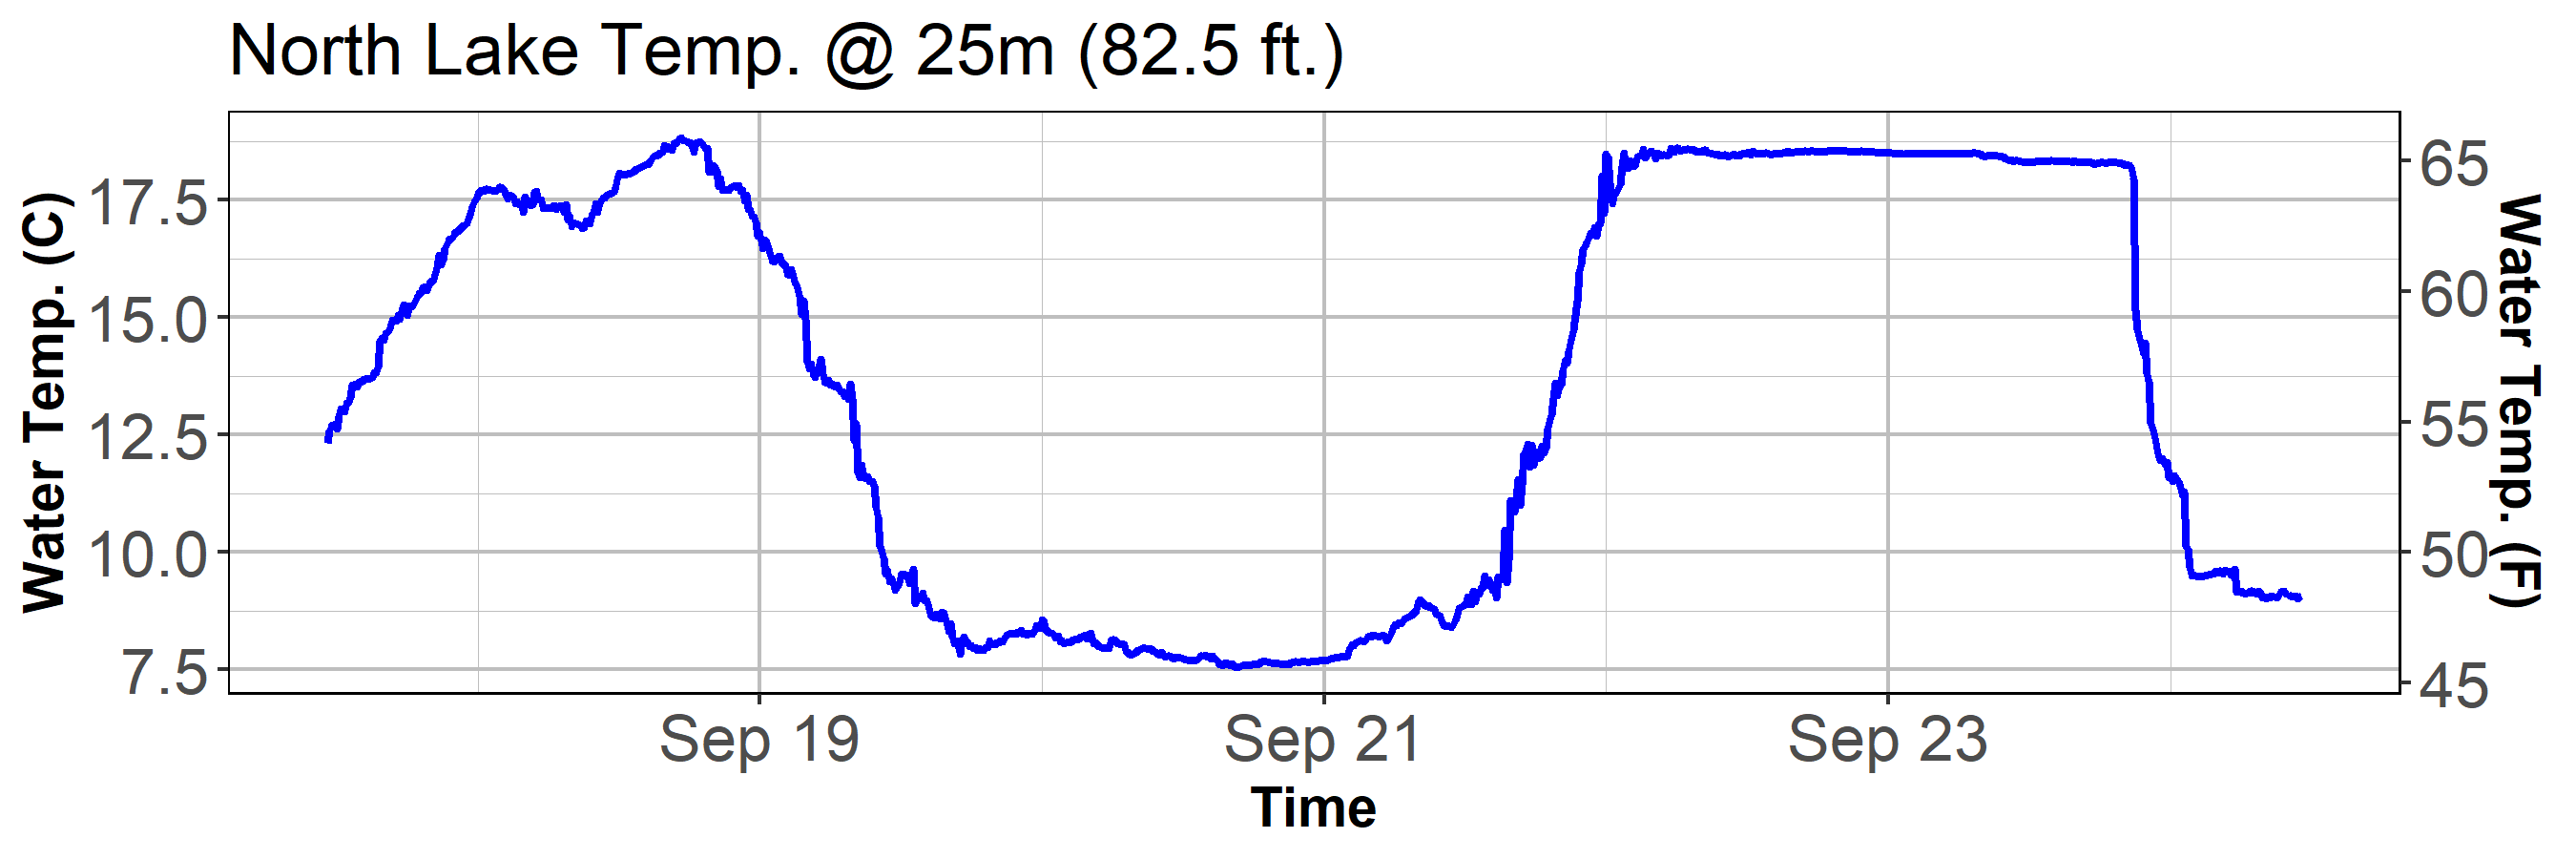 North Lake Temp. @ 25m (82.5 ft.)
Water Temp. (C)
17.5
15.0
12.5
10.0
7.5
65
60
55
50
45
Water Temp. (F)
Sep 19
Sep 21
Sep 23
Time